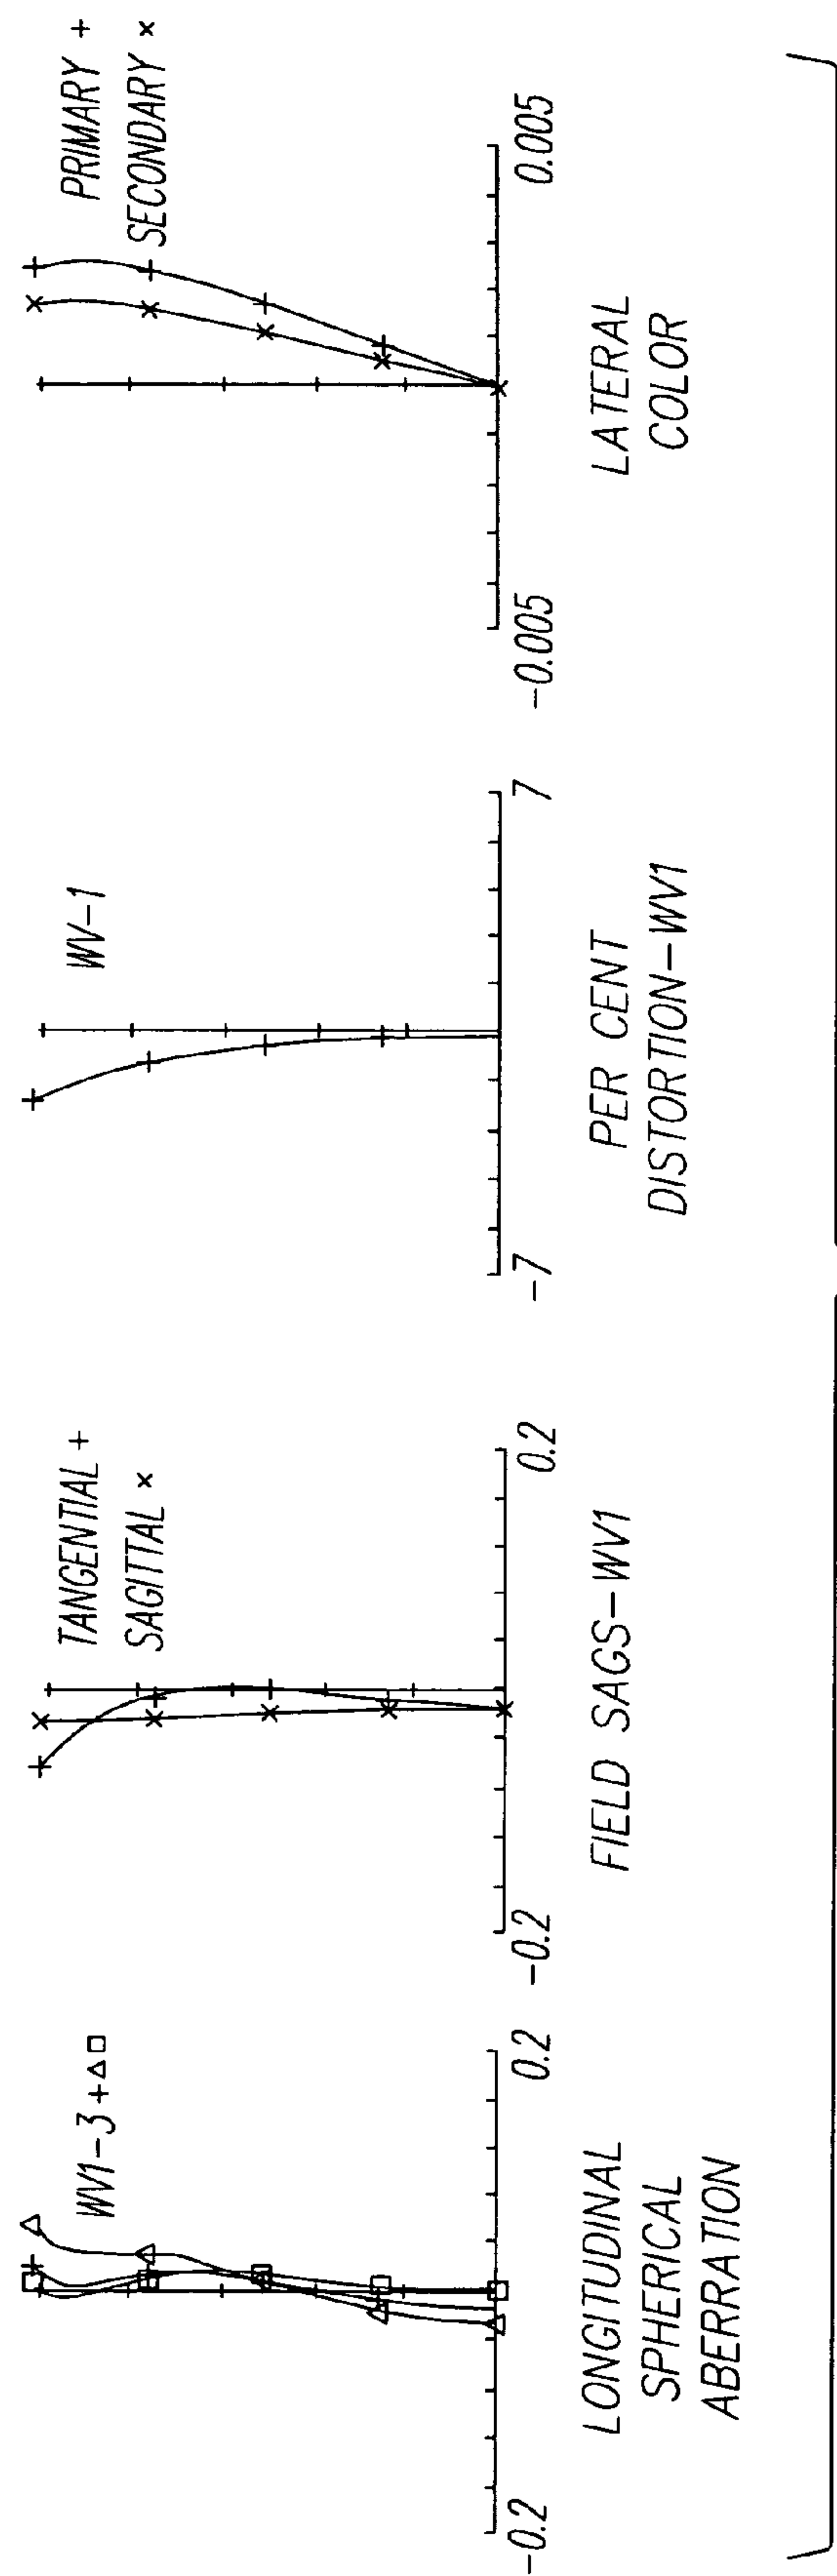 WV1-3+△□
-0.2
0.2
LONGITUDINAL
SPHERICAL
ABERRATION
TANGENTIAL +
SAGITTAL ×
-0.2
0.2
FIELD SAGS-WV1
WV-1
-7
7
PER CENT
DISTORTION-WV1
PRIMARY +
SECONDARY ×
-0.005
0.005
LATERAL
COLOR